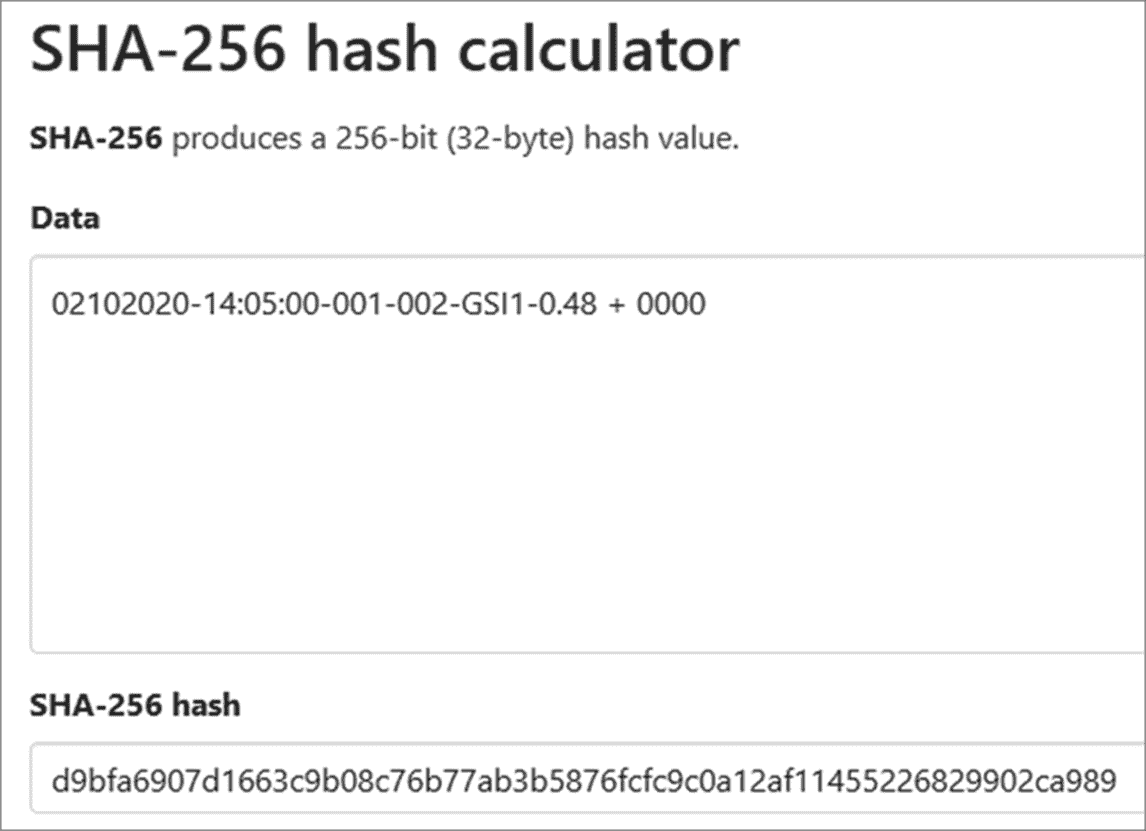 SHA-256 hash calculator
SHA-256 produces a 256-bit (32-byte) hash value.
Data
02102020-14:05:00-001-002-GSI1-0.48 + 0000
SHA-256 hash
d9bfa6907d1663c9b08c76b77ab3b5876fcfc9c0a12af11455226829902ca989